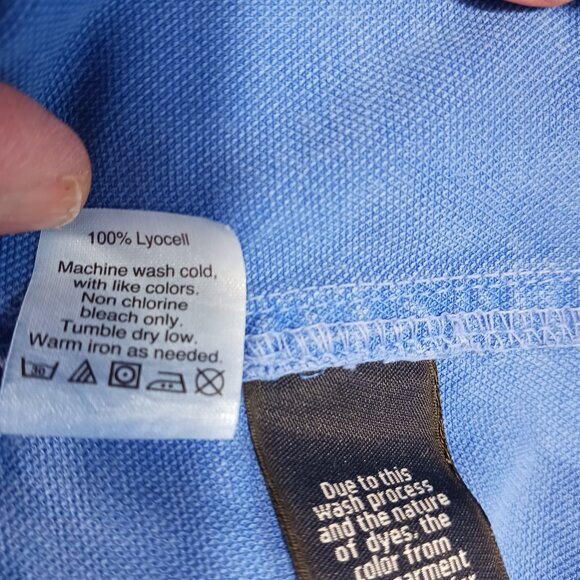 100% Lyocell
Machine wash cold,
with like colors.
Non chlorine
bleach only.
Tumble dry low.
Warm iron as needed.
30
Due to this
wash process
and the nature
of dyes, the
color from